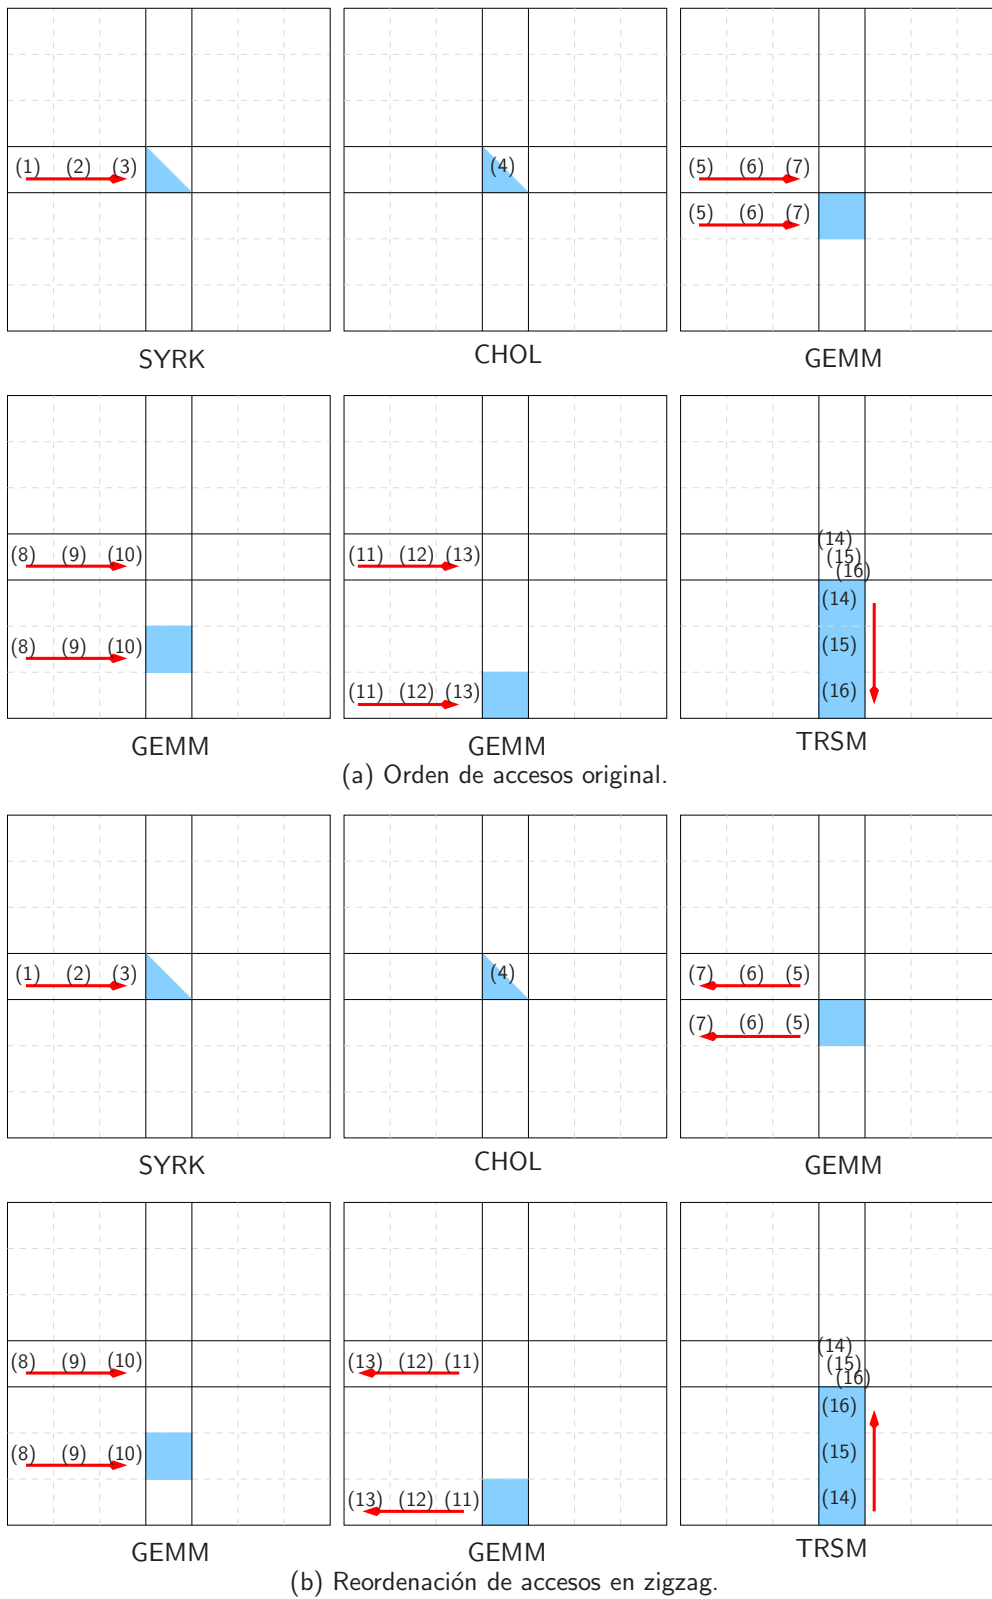 (1) (2) (3) (4) (5) (6) (7)
(5) (6) (7)
SYRK CHOL GEMM
(14)
(8) (9) (10) (11) (12) (13) (15)
(16)
(14)
(8) (9) (10) (15)
(11) (12) (13) (16)
GEMM GEMM TRSM
(a) Orden de accesos original.
(1) (2) (3) (4) (7) (6) (5)
(7) (6) (5)
SYRK CHOL GEMM
(14)
(8) (9) (10) (13) (12) (11) (15)
(16)
(16)
(8) (9) (10) (15)
(13) (12) (11) (14)
GEMM GEMM TRSM
(b) Reordenación de accesos en zigzag.